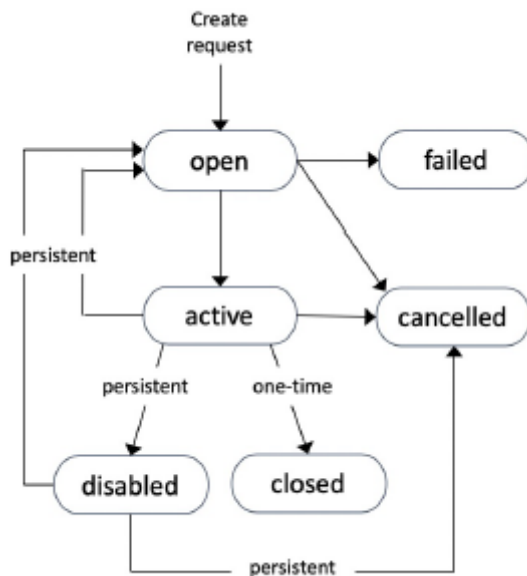 Create
request
open
failed
persistent
active
cancelled
persistent
one-time
disabled
closed
persistent